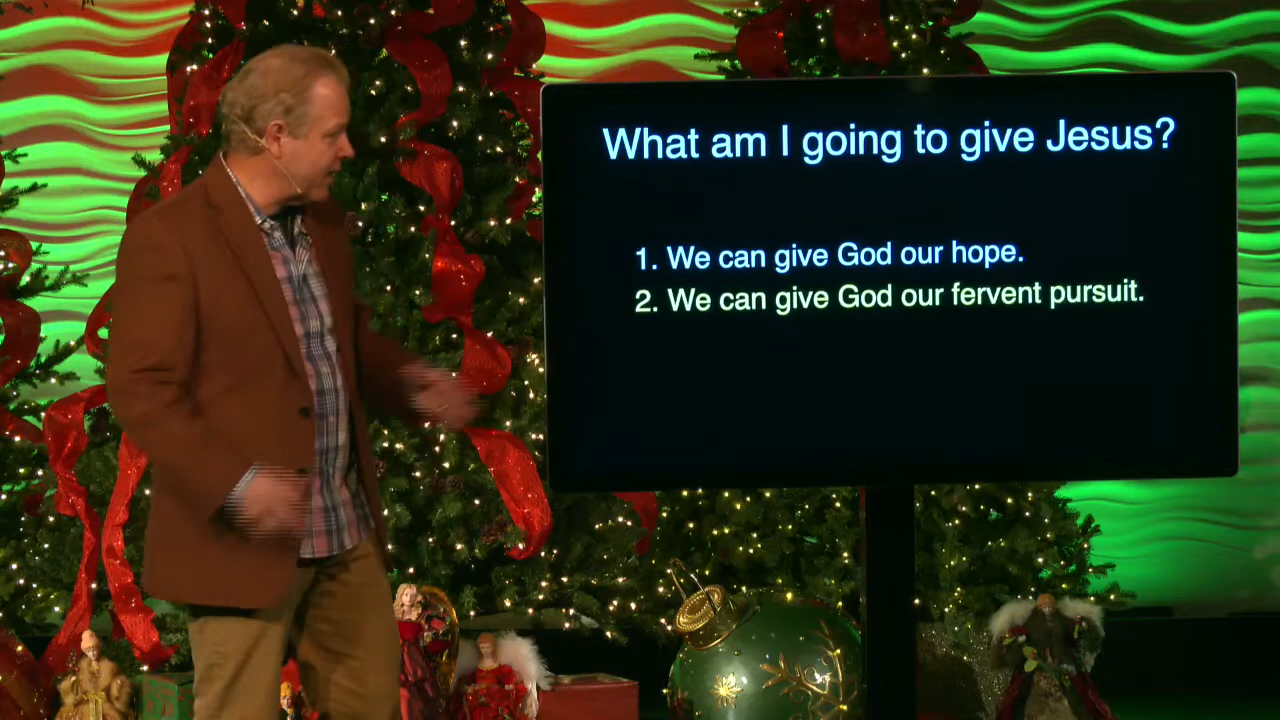 What am I going to give Jesus?
1. We can give God our hope.
2. We can give God our fervent pursuit.